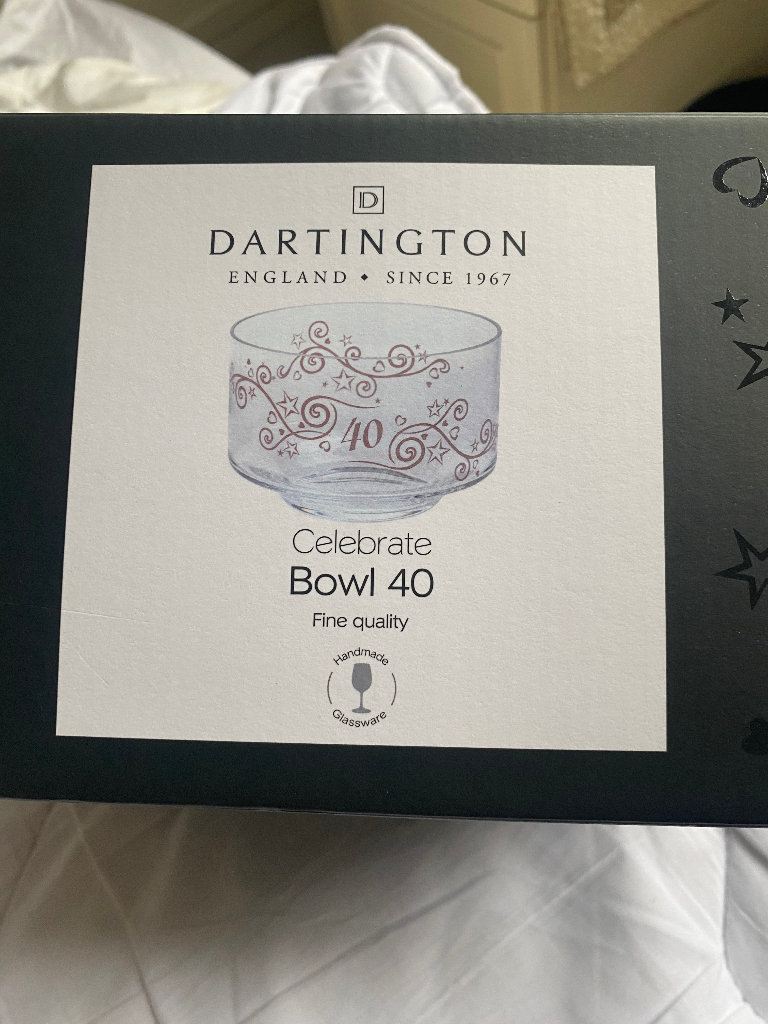 D
DARTINGTON
ENGLAND ◆ SINCE 1967
40
Celebrate
Bowl 40
Fine quality
Handmade
Glassware